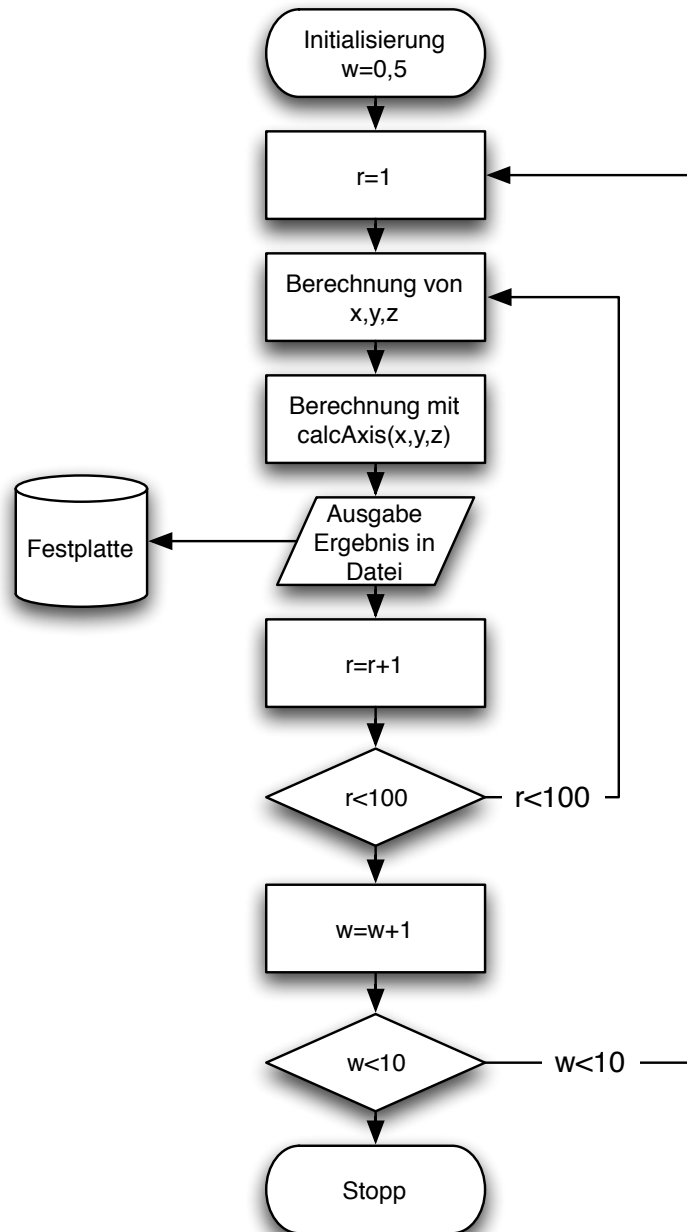 Initialisierung
w=0,5
r=1
Berechnung von
x,y,z
Berechnung mit
calcAxis(x,y,z)
Ausgabe
Ergebnis in
Datei
Festplatte
r=r+1
r<100
r<100
w=w+1
w<10
w<10
Stopp